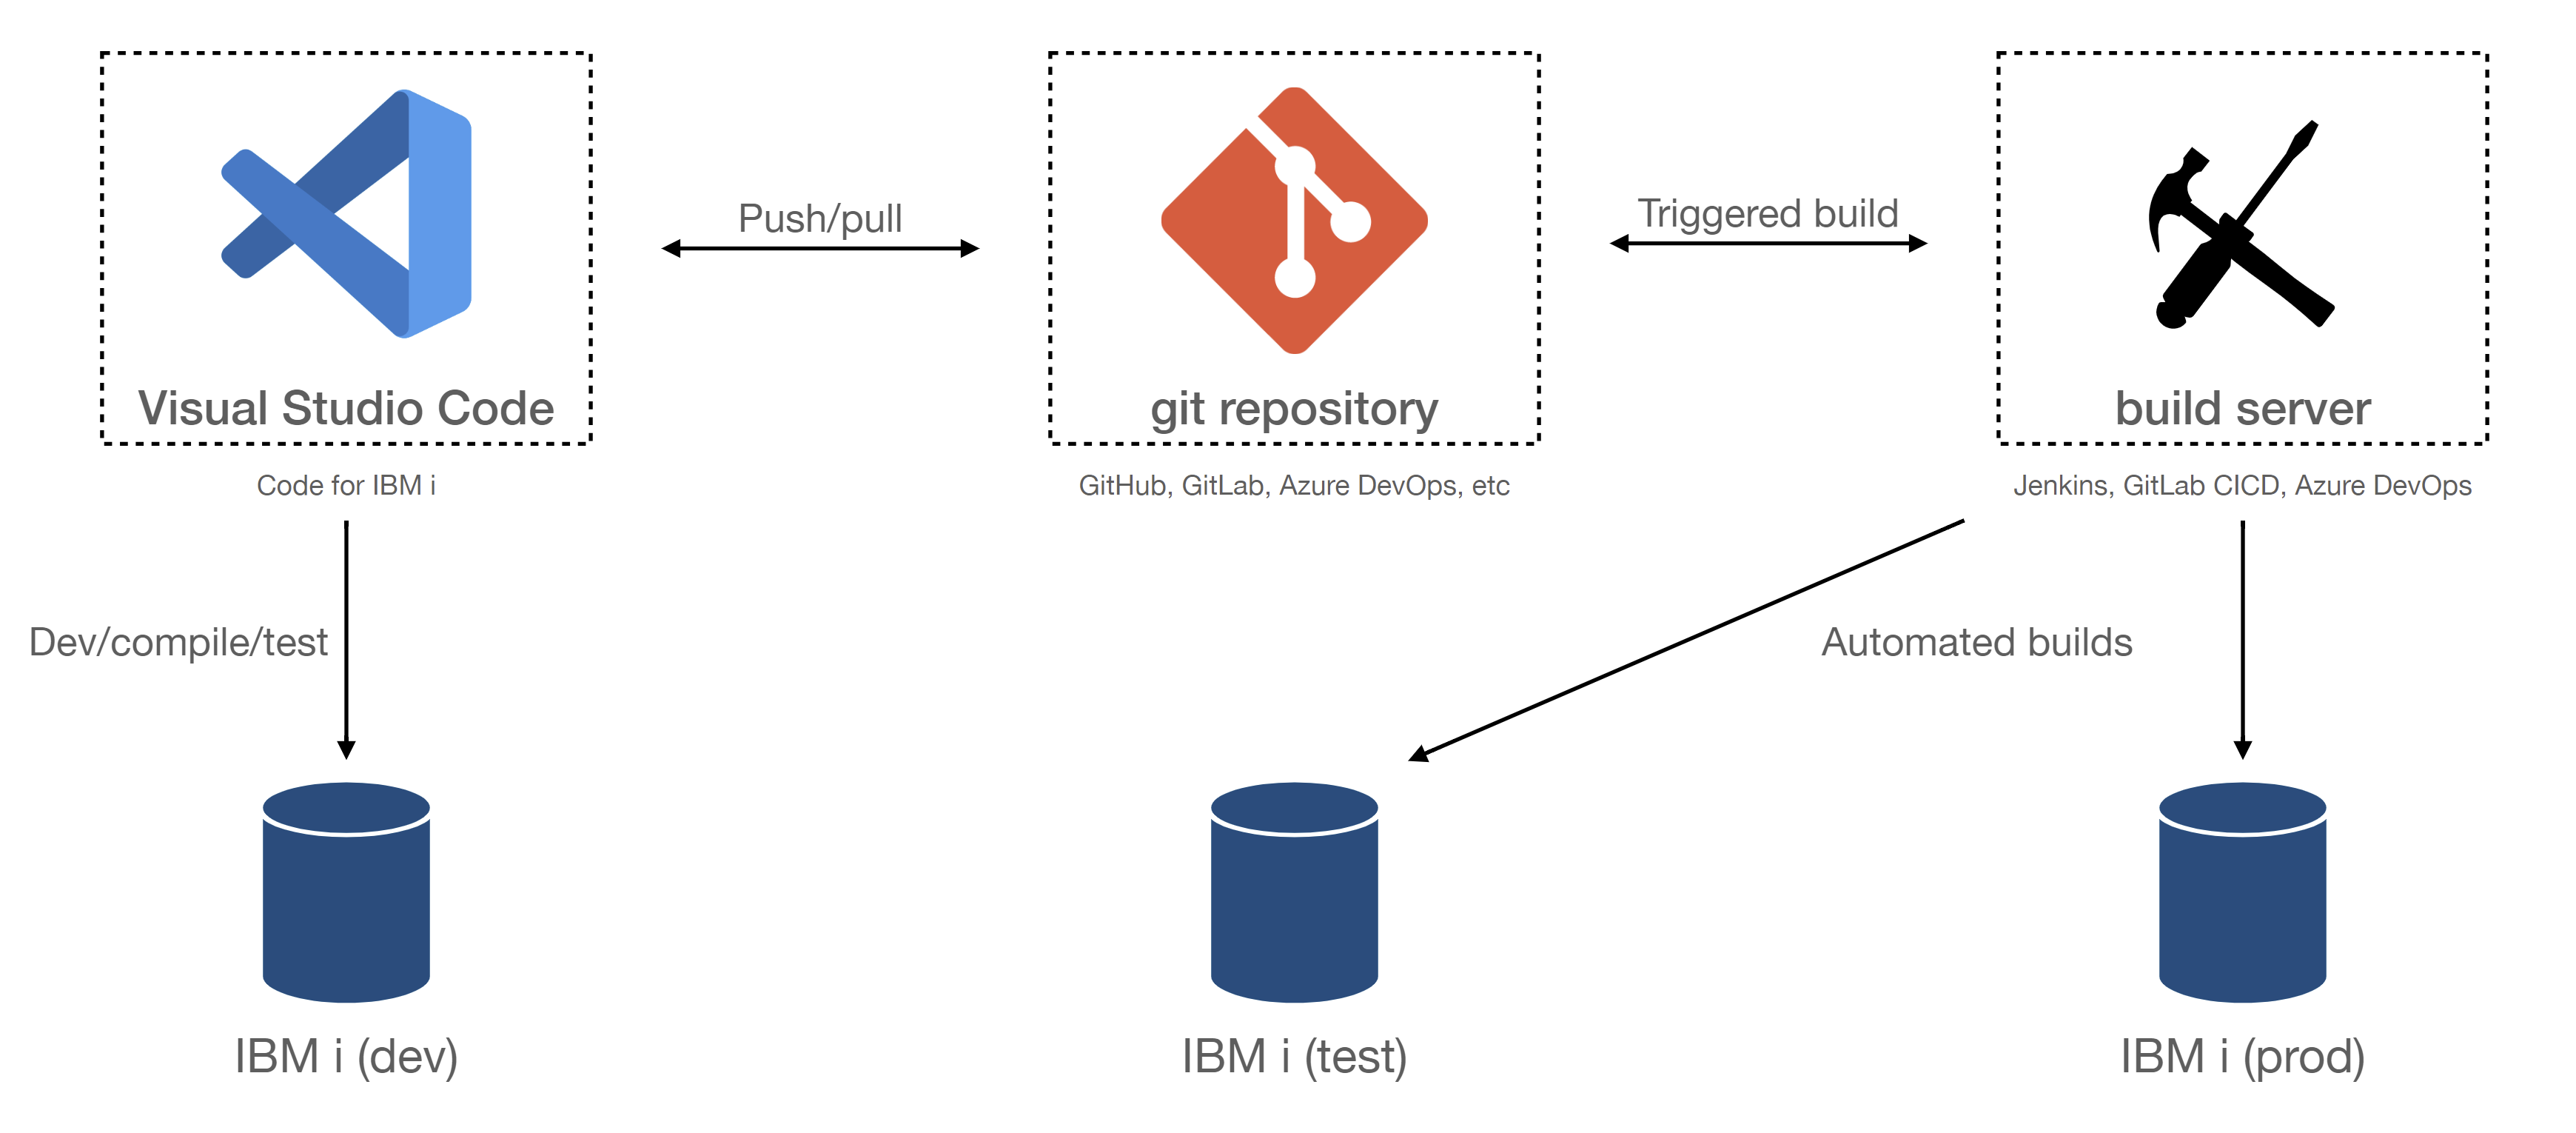 Push/pull
Triggered build
Visual Studio Code
git repository
build server
Code for IBM i
GitHub, GitLab, Azure DevOps, etc
Jenkins, GitLab CICD, Azure DevOps
Dev/compile/test
Automated builds
IBM i (dev)
IBM i (test)
IBM i (prod)